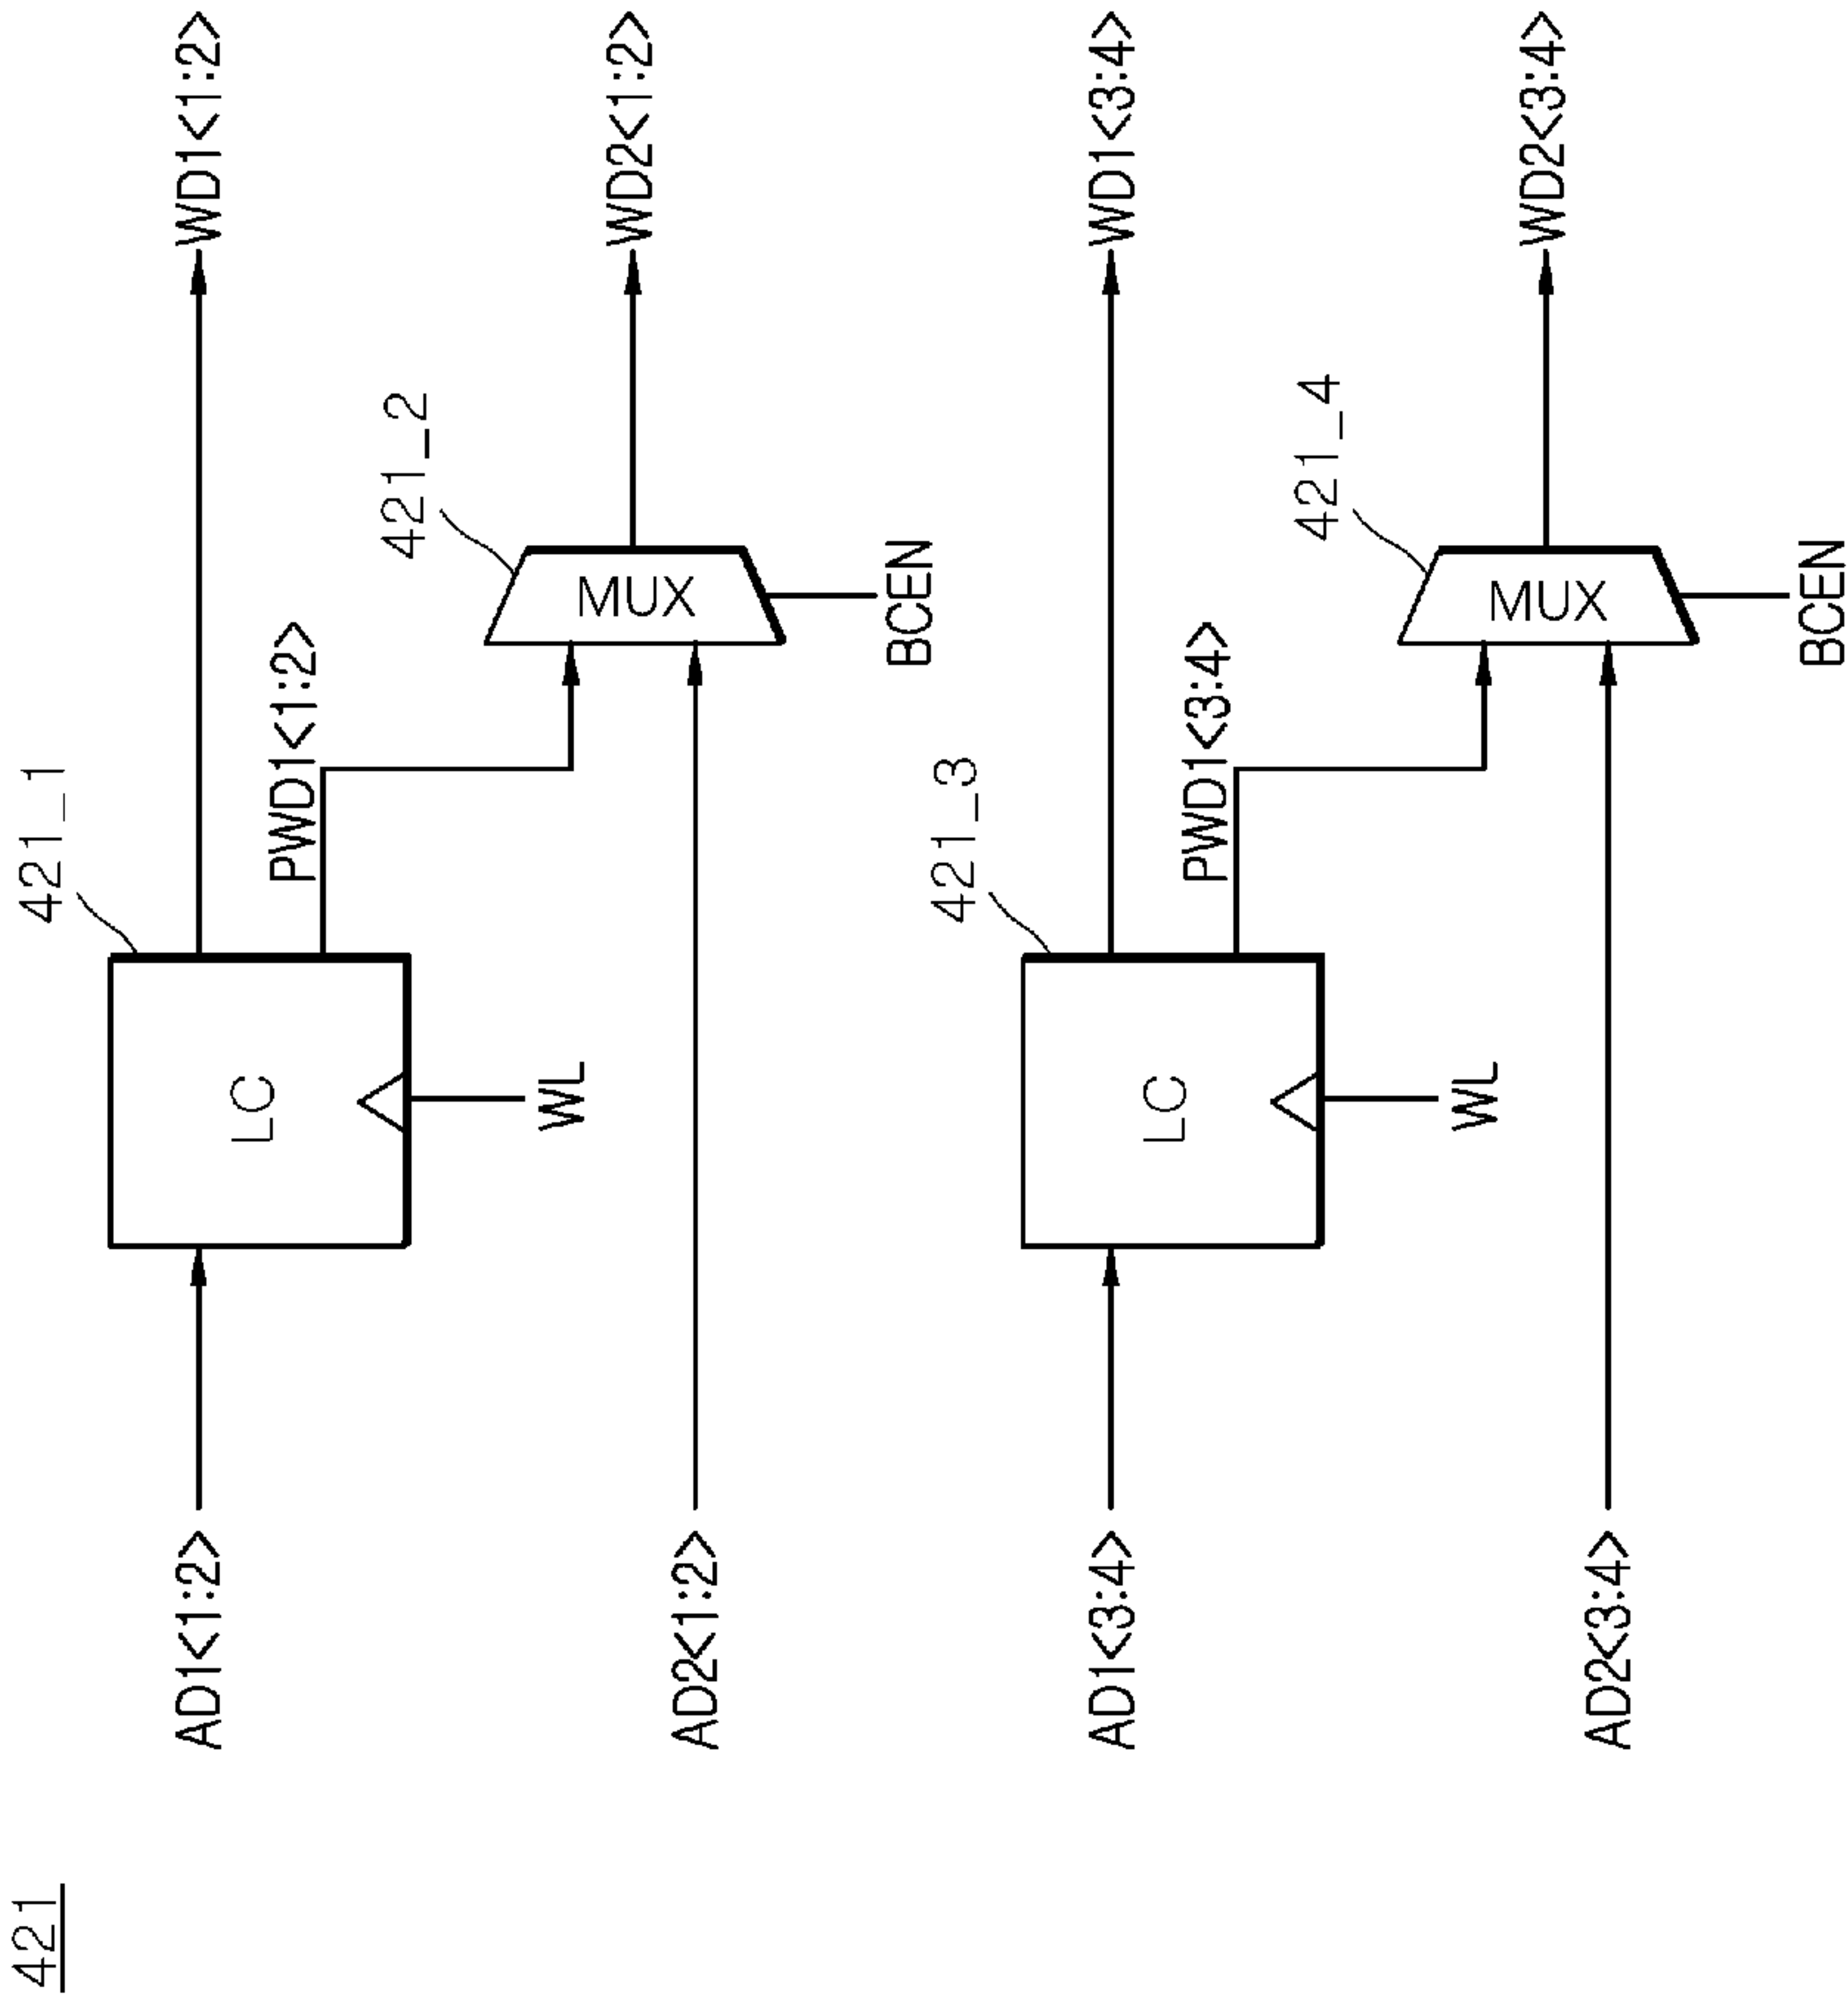 421
421_1
AD1<1:2>
LC
WD1<1:2>
PWD1<1:2>
WL
421_2
MUX
WD2<1:2>
AD2<1:2>
BCEN
421_3
AD1<3:4>
LC
WD1<3:4>
PWD1<3:4>
WL
421_4
MUX
WD2<3:4>
AD2<3:4>
BCEN